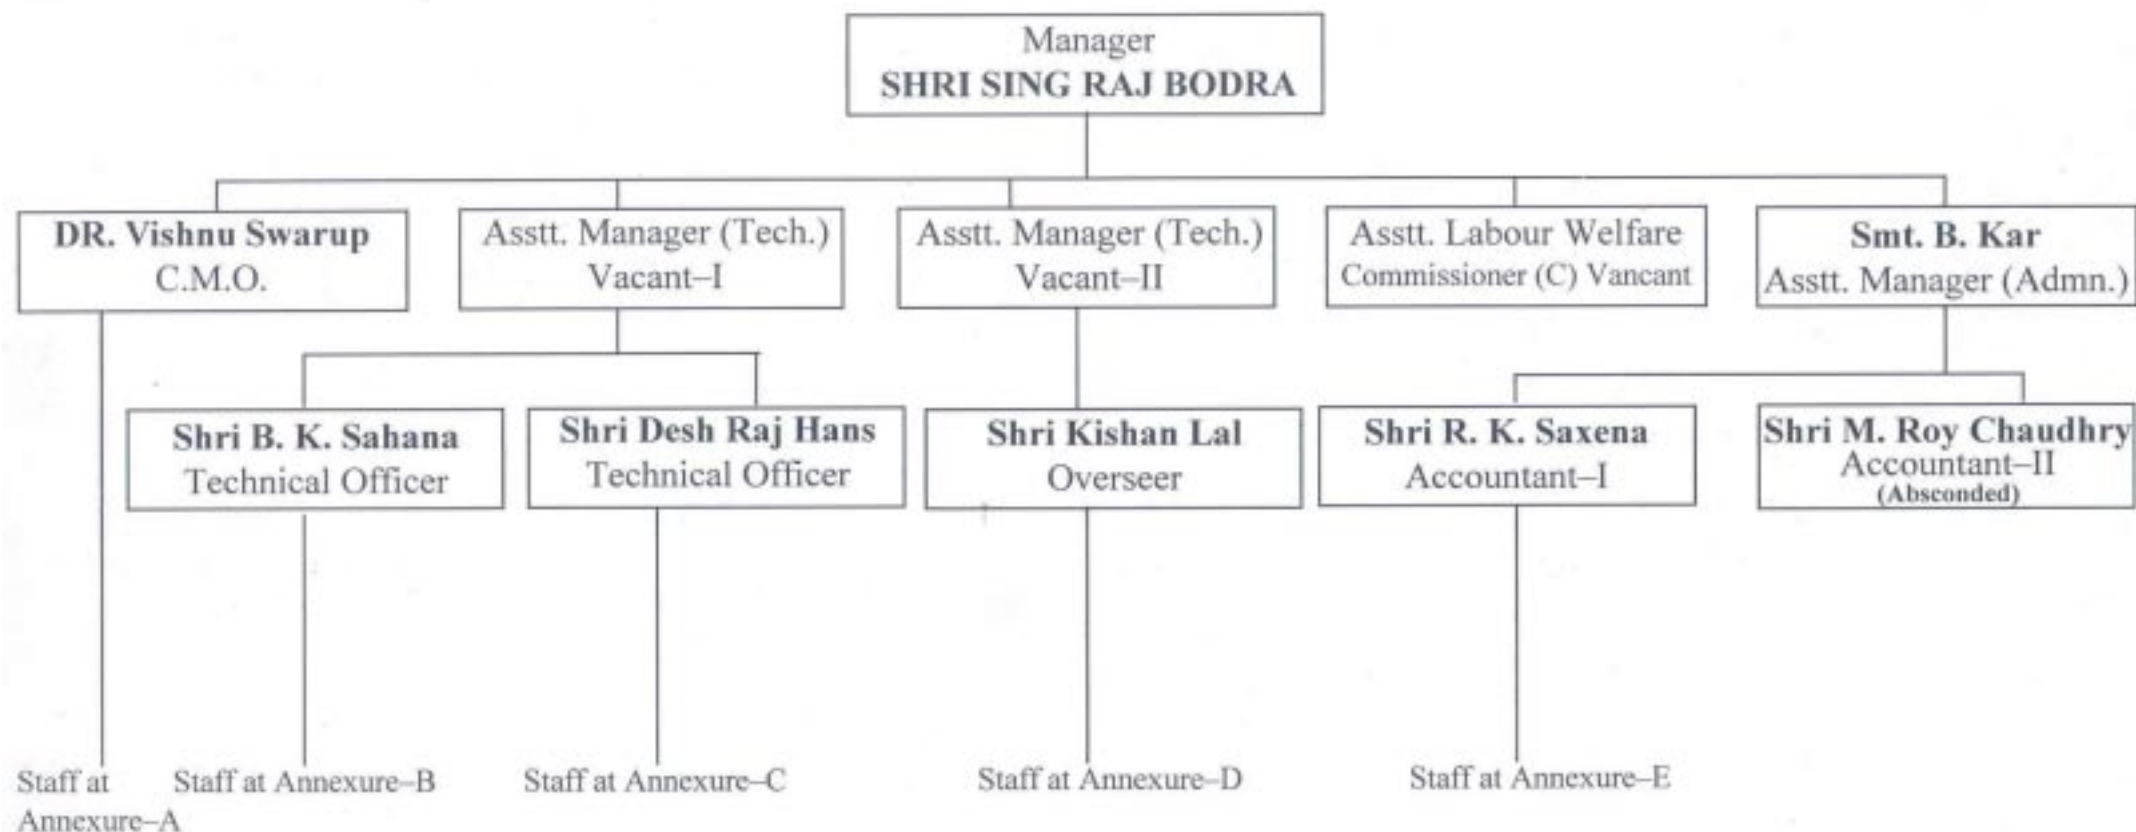 Manager
SHRI SING RAJ BODRA
DR. Vishnu Swarup
C.M.O.
Asstt. Manager (Tech.)
Vacant–I
Asstt. Manager (Tech.)
Vacant–II
Asstt. Labour Welfare
Commissioner (C) Vancant
Smt. B. Kar
Asstt. Manager (Admn.)
Shri B. K. Sahana
Technical Officer
Shri Desh Raj Hans
Technical Officer
Shri Kishan Lal
Overseer
Shri R. K. Saxena
Accountant–I
Shri M. Roy Chaudhry
Accountant–II
(Absconded)
Staff at
Annexure–A
Staff at Annexure–B
Staff at Annexure–C
Staff at Annexure–D
Staff at Annexure–E